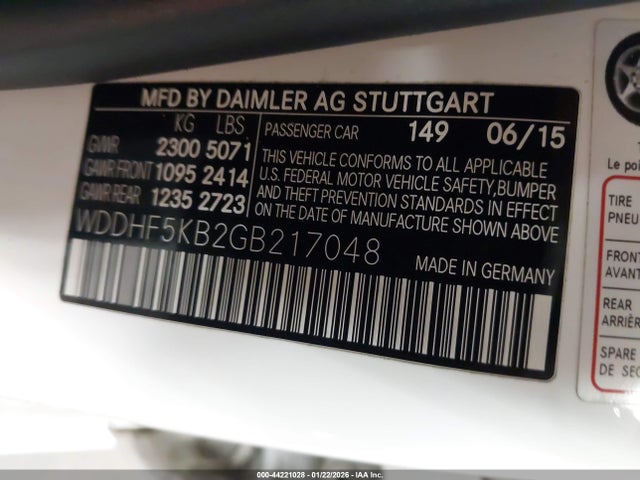 MFD BY DAIMLER AG STUTTGART
KG LBS
GVWR 2300 5071
GAWR FRONT 1095 2414
GAWR REAR 1235 2723
PASSENGER CAR 149 06/15
THIS VEHICLE CONFORMS TO ALL APPLICABLE
U.S. FEDERAL MOTOR VEHICLE SAFETY,BUMPER
AND THEFT PREVENTION STANDARDS IN EFFECT
ON THE DATE OF MANUFACTURE SHOWN ABOVE
WDDHF5KB2GB217048
MADE IN GERMANY
Le poi
TIRE
PNEU
FRONT
AVANT
REAR
ARRIÈR
SPARE
DE SEC
000-44221028 - 01/22/2026 - IAA Inc.